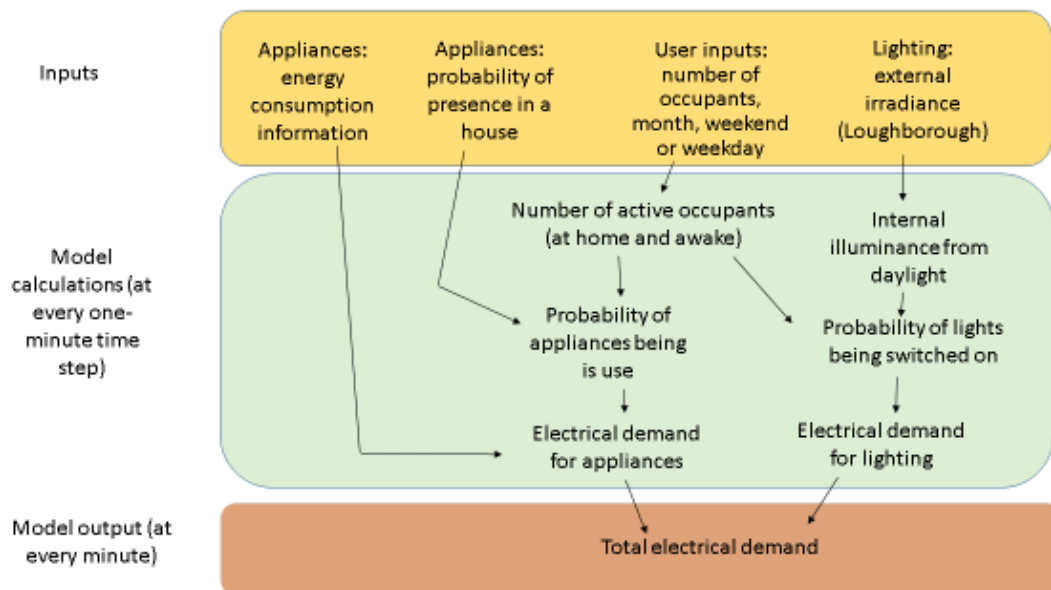 Inputs
Appliances:
energy
consumption
information
Appliances:
probability of
presence in a
house
User inputs:
number of
occupants,
month, weekend
or weekday
Lighting:
external
irradiance
(Loughborough)
Model
calculations (at
every one-
minute time
step)
Number of active occupants
(at home and awake)
Internal
illuminance from
daylight
Probability of
appliances being
is use
Probability of lights
being switched on
Electrical demand
for appliances
Electrical demand
for lighting
Model output (at
every minute)
Total electrical demand